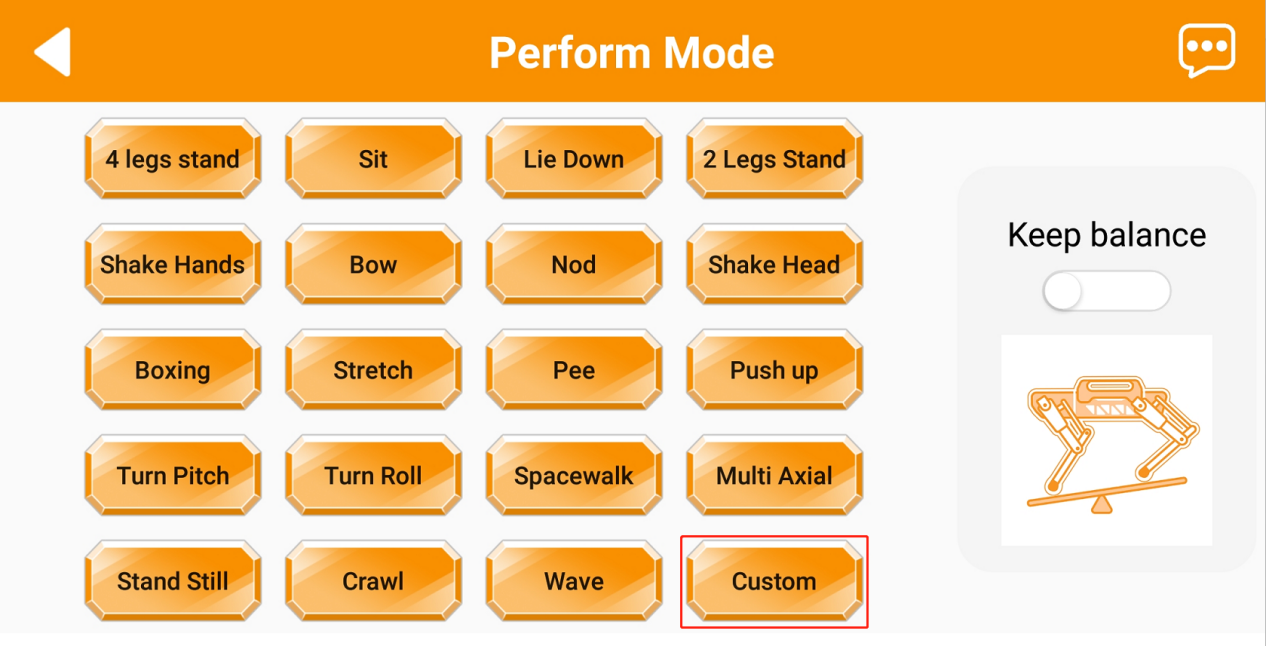 Perform Mode
4 legs stand
Sit
Lie Down
2 Legs Stand
Shake Hands
Bow
Nod
Shake Head
Boxing
Stretch
Pee
Push up
Turn Pitch
Turn Roll
Spacewalk
Multi Axial
Stand Still
Crawl
Wave
Custom
Keep balance